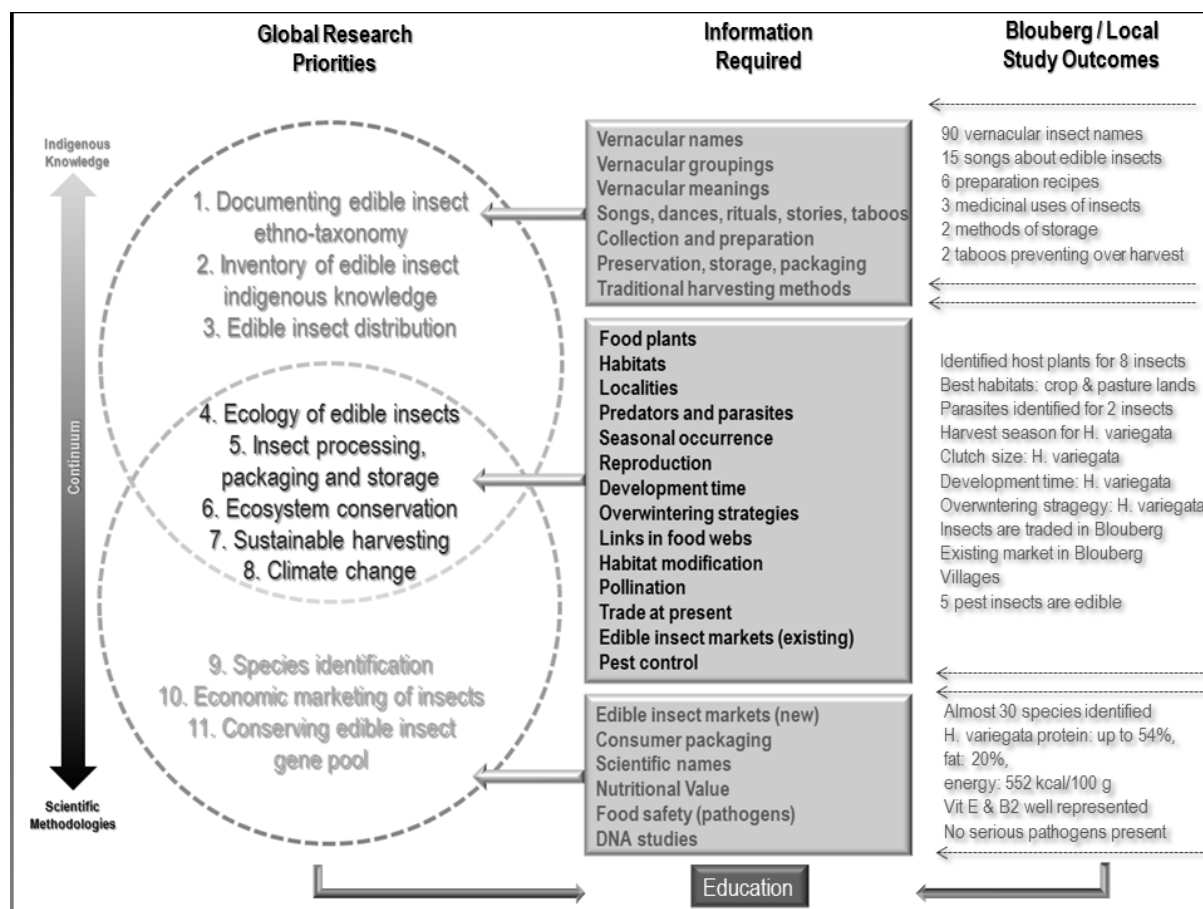 Global Research
Priorities
Information
Required
Blouberg / Local
Study Outcomes
Indigenous
Knowledge
Continuum
Scientific
Methodologies
1. Documenting edible insect
ethno-taxonomy
2. Inventory of edible insect
indigenous knowledge
3. Edible insect distribution
4. Ecology of edible insects
5. Insect processing,
packaging and storage
6. Ecosystem conservation
7. Sustainable harvesting
8. Climate change
9. Species identification
10. Economic marketing of insects
11. Conserving edible insect
gene pool
Vernacular names
Vernacular groupings
Vernacular meanings
Songs, dances, rituals, stories, taboos
Collection and preparation
Preservation, storage, packaging
Traditional harvesting methods
Food plants
Habitats
Localities
Predators and parasites
Seasonal occurrence
Reproduction
Development time
Overwintering strategies
Links in food webs
Habitat modification
Pollination
Trade at present
Edible insect markets (existing)
Pest control
Edible insect markets (new)
Consumer packaging
Scientific names
Nutritional Value
Food safety (pathogens)
DNA studies
90 vernacular insect names
15 songs about edible insects
6 preparation recipes
3 medicinal uses of insects
2 methods of storage
2 taboos preventing over harvest
Identified host plants for 8 insects
Best habitats: crop & pasture lands
Parasites identified for 2 insects
Harvest season for H. variegata
Clutch size: H. variegata
Development time: H. variegata
Overwntering stragegy: H. variegata
Insects are traded in Blouberg
Existing market in Blouberg
Villages
5 pest insects are edible
Almost 30 species identified
H. variegata protein: up to 54%,
fat: 20%,
energy: 552 kcal/100 g
Vit E & B2 well represented
No serious pathogens present
Education